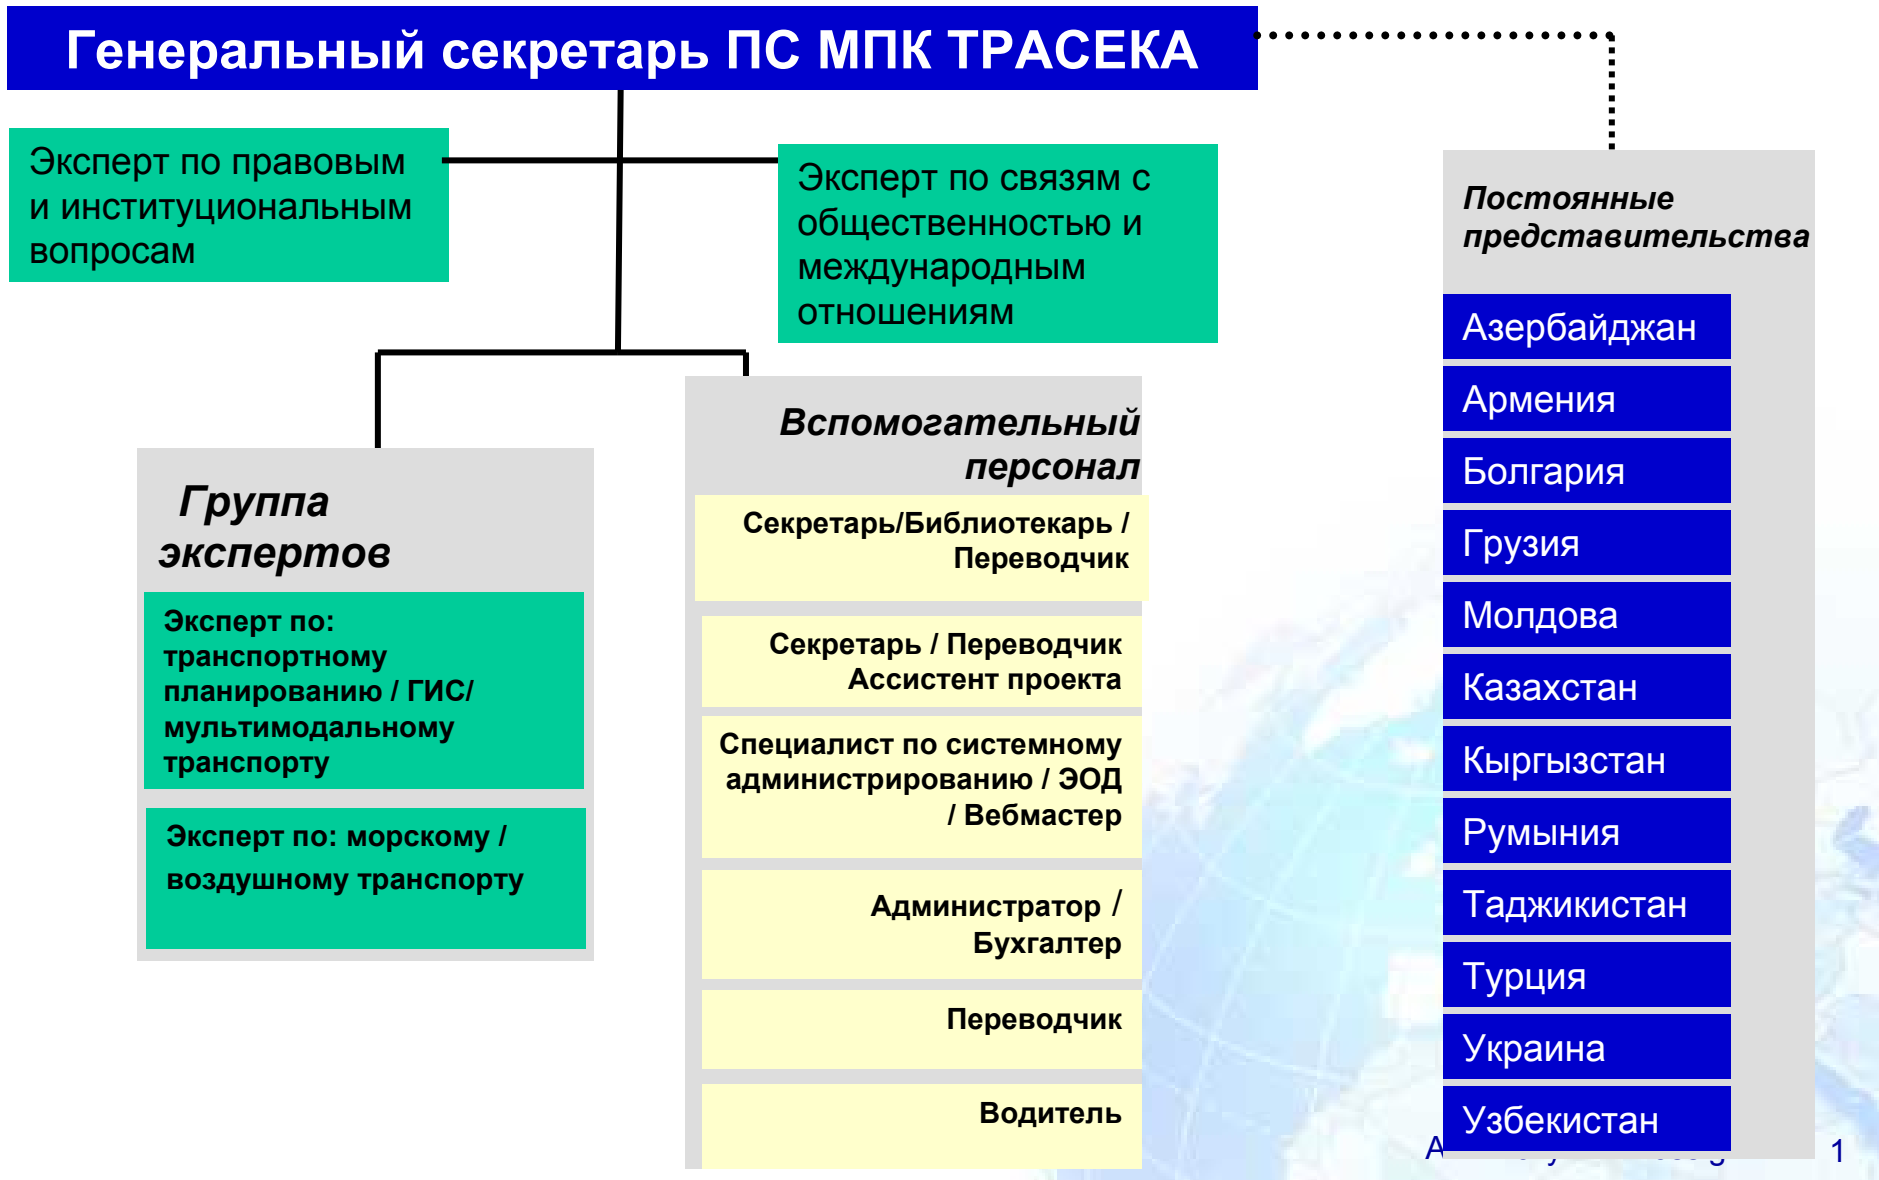 Генеральный секретарь ПС МПК ТРАСЕКА
Эксперт по правовым
и институциональным
вопросам
Эксперт по связям с
общественностью и
международным
отношениям
Группа
экспертов
Эксперт по:
транспортному
планированию / ГИС/
мультимодальному
транспорту
Эксперт по: морскому /
воздушному транспорту
Вспомогательный
персонал
Секретарь/Библиотекарь /
Переводчик
Секретарь / Переводчик
Ассистент проекта
Специалист по системному
администрированию / ЭОД
/ Вебмастер
Администратор /
Бухгалтер
Переводчик
Водитель
Постоянные
представительства
Азербайджан
Армения
Болгария
Грузия
Молдова
Казахстан
Кыргызстан
Румыния
Таджикистан
Турция
Украина
Узбекистан
1